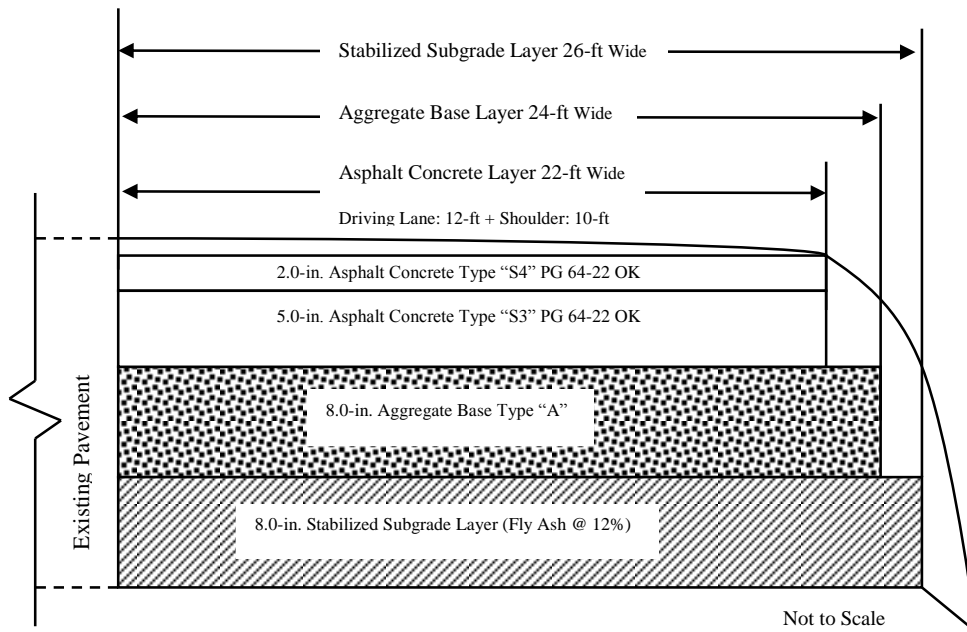 Stabilized Subgrade Layer 26-ft Wide
Aggregate Base Layer 24-ft Wide
Asphalt Concrete Layer 22-ft Wide
Driving Lane: 12-ft + Shoulder: 10-ft
2.0-in. Asphalt Concrete Type “S4” PG 64-22 OK
5.0-in. Asphalt Concrete Type “S3” PG 64-22 OK
8.0-in. Aggregate Base Type “A”
8.0-in. Stabilized Subgrade Layer (Fly Ash @ 12%)
Existing Pavement
Not to Scale